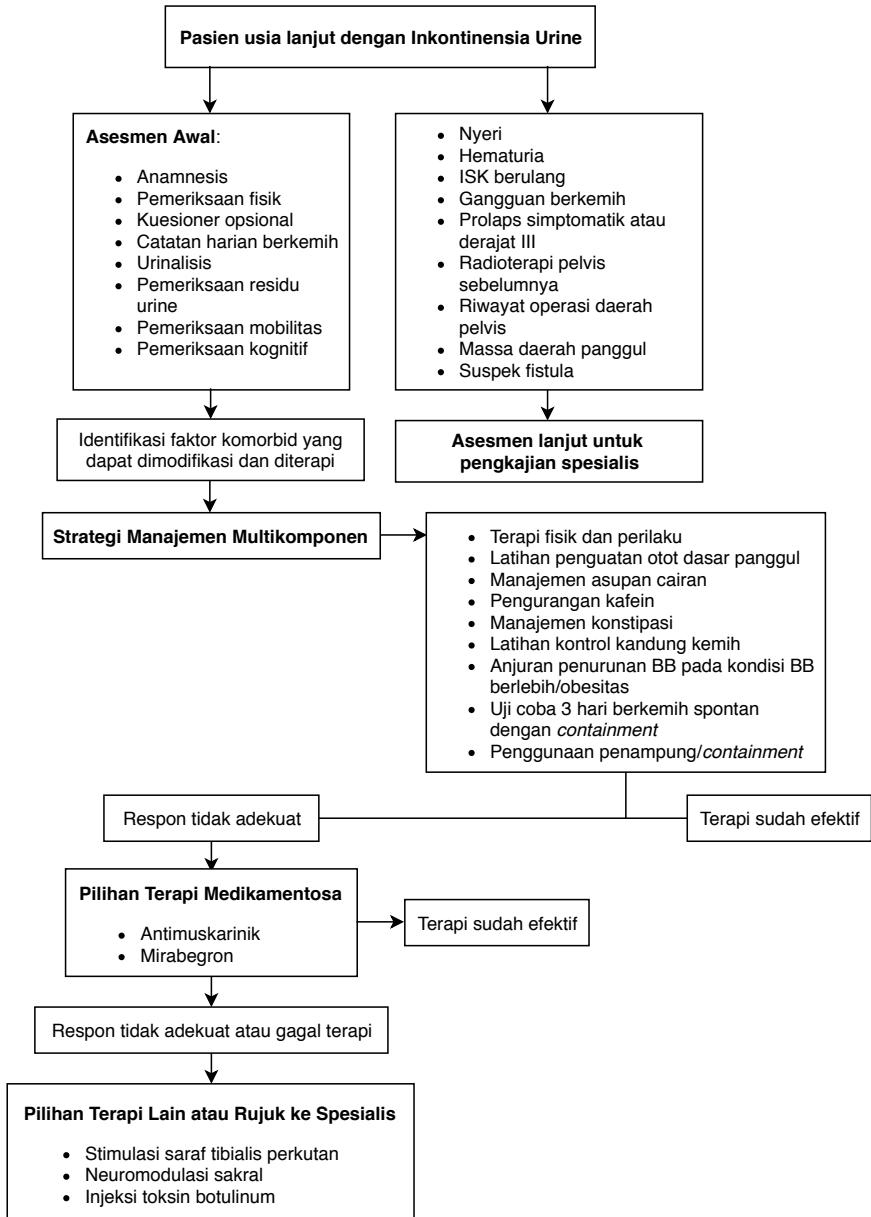 Pasien usia lanjut dengan Inkontinensia Urine
Asesmen Awal:
• Anamnesis
• Pemeriksaan fisik
• Kuesioner opsional
• Catatan harian berkemih
• Urinalisis
• Pemeriksaan residu
urine
• Pemeriksaan mobilitas
• Pemeriksaan kognitif
• Nyeri
• Hematuria
• ISK berulang
• Gangguan berkemih
• Prolaps simptomatik atau
derajat III
• Radioterapi pelvis
sebelumnya
• Riwayat operasi daerah
pelvis
• Massa daerah panggul
• Suspek fistula
Identifikasi faktor komorbid yang
dapat dimodifikasi dan diterapi
Asesmen lanjut untuk
pengkajian spesialis
Strategi Manajemen Multikomponen
• Terapi fisik dan perilaku
• Latihan penguatan otot dasar panggul
• Manajemen asupan cairan
• Pengurangan kafein
• Manajemen konstipasi
• Latihan kontrol kandung kemih
• Anjuran penurunan BB pada kondisi BB
berlebih/obesitas
• Uji coba 3 hari berkemih spontan
dengan containment
• Penggunaan penampung/containment
Respon tidak adekuat
Terapi sudah efektif
Pilihan Terapi Medikamentosa
• Antimuskarinik
• Mirabegron
Terapi sudah efektif
Respon tidak adekuat atau gagal terapi
Pilihan Terapi Lain atau Rujuk ke Spesialis
• Stimulasi saraf tibialis perkutan
• Neuromodulasi sakral
• Injeksi toksin botulinum